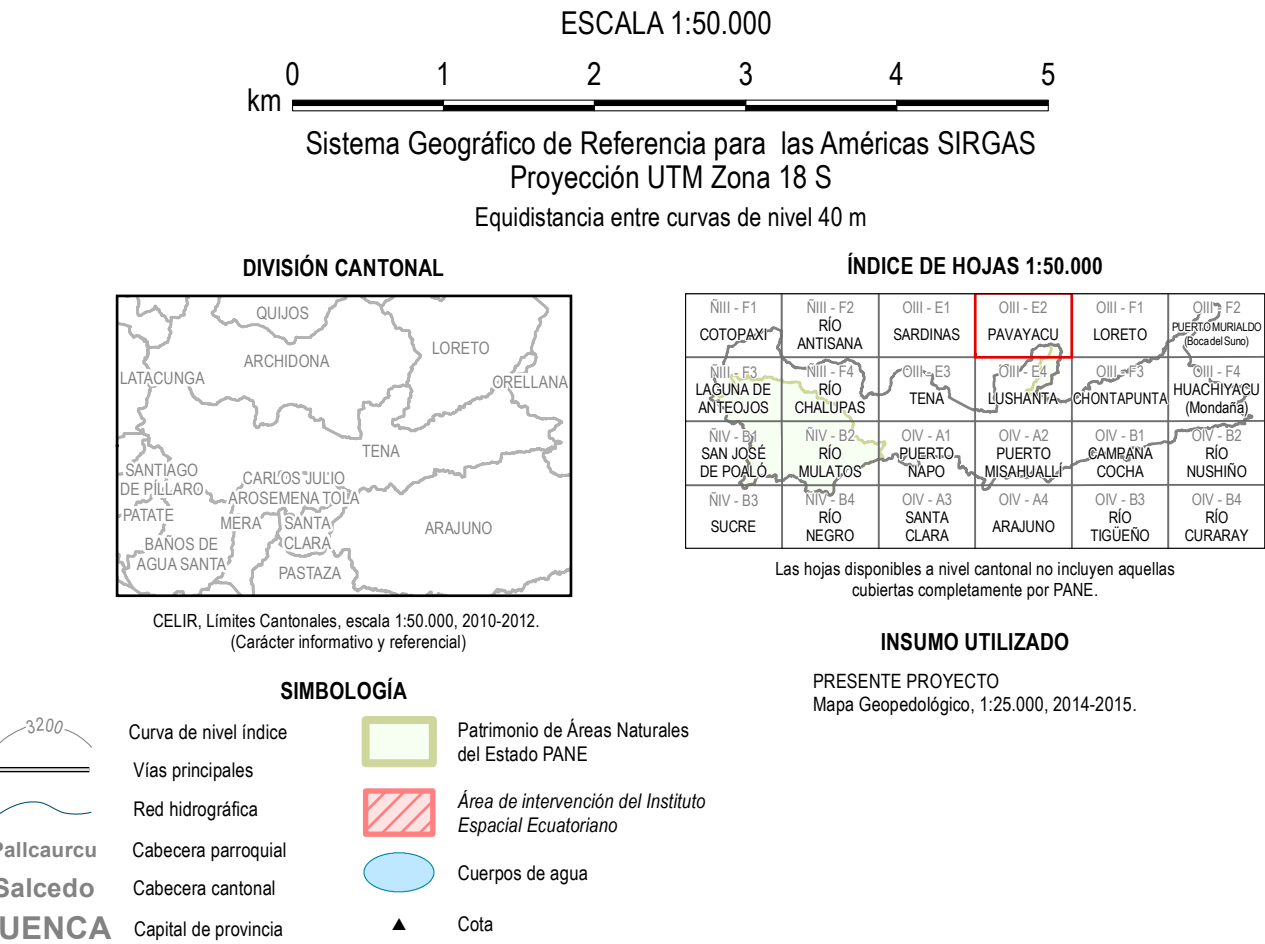 ESCALA 1:50.000
0 1 2 3 4 5
km
Sistema Geográfico de Referencia para las Américas SIRGAS
Proyección UTM Zona 18 S
Equidistancia entre curvas de nivel 40 m
DIVISIÓN CANTONAL
QUIJOS
LORETO
ARCHIDONA
LATACUNGA
ORELLANA
TENA
SANTIAGO
DE PÍLLARO
CARLOS JULIO
AROSEMENA TOLA
PATATE
MERA
SANTA
CLARA
ARAJUNO
BAÑOS DE
AGUA SANTA
PASTAZA
CELIR, Límites Cantonales, escala 1:50.000, 2010-2012.
(Carácter informativo y referencial)
ÍNDICE DE HOJAS 1:50.000
ÑIII - F1
COTOPAXI
ÑIII - F2
RÍO
ANTISANA
OIII - E1
SARDINAS
OIII - E2
PAVAYACU
OIII - F1
LORETO
OIII - F2
PUERTO MURIALDO
(Boca del Suno)
ÑIII - F3
LAGUNA DE
ANTEOJOS
ÑIII - F4
RÍO
CHALUPAS
OIII - E3
TENA
OIII - E4
LUSHANTA
OIII - F3
CHONTAPUNTA
OIII - F4
HUACHIYACU
(Mondaña)
ÑIV - B1
SAN JOSÉ
DE POALÓ
ÑIV - B2
RÍO
MULATOS
OIV - A1
PUERTO
NAPO
OIV - A2
PUERTO
MISAHUALLÍ
OIV - B1
CAMPANA
COCHA
OIV - B2
RÍO
NUSHIÑO
ÑIV - B3
SUCRE
ÑIV - B4
RÍO
NEGRO
OIV - A3
SANTA
CLARA
OIV - A4
ARAJUNO
OIV - B3
RÍO
TIGÜEÑO
OIV - B4
RÍO
CURARAY
Las hojas disponibles a nivel cantonal no incluyen aquellas
cubiertas completamente por PANE.
INSUMO UTILIZADO
PRESENTE PROYECTO
Mapa Geopedológico, 1:25.000, 2014-2015.
SIMBOLOGÍA
3200
Curva de nivel índice
Vías principales
Red hidrográfica
Pallcaurcu Cabecera parroquial
Salcedo Cabecera cantonal
UENCA Capital de provincia
Patrimonio de Áreas Naturales
del Estado PANE
Área de intervención del Instituto
Espacial Ecuatoriano
Cuerpos de agua
Cota